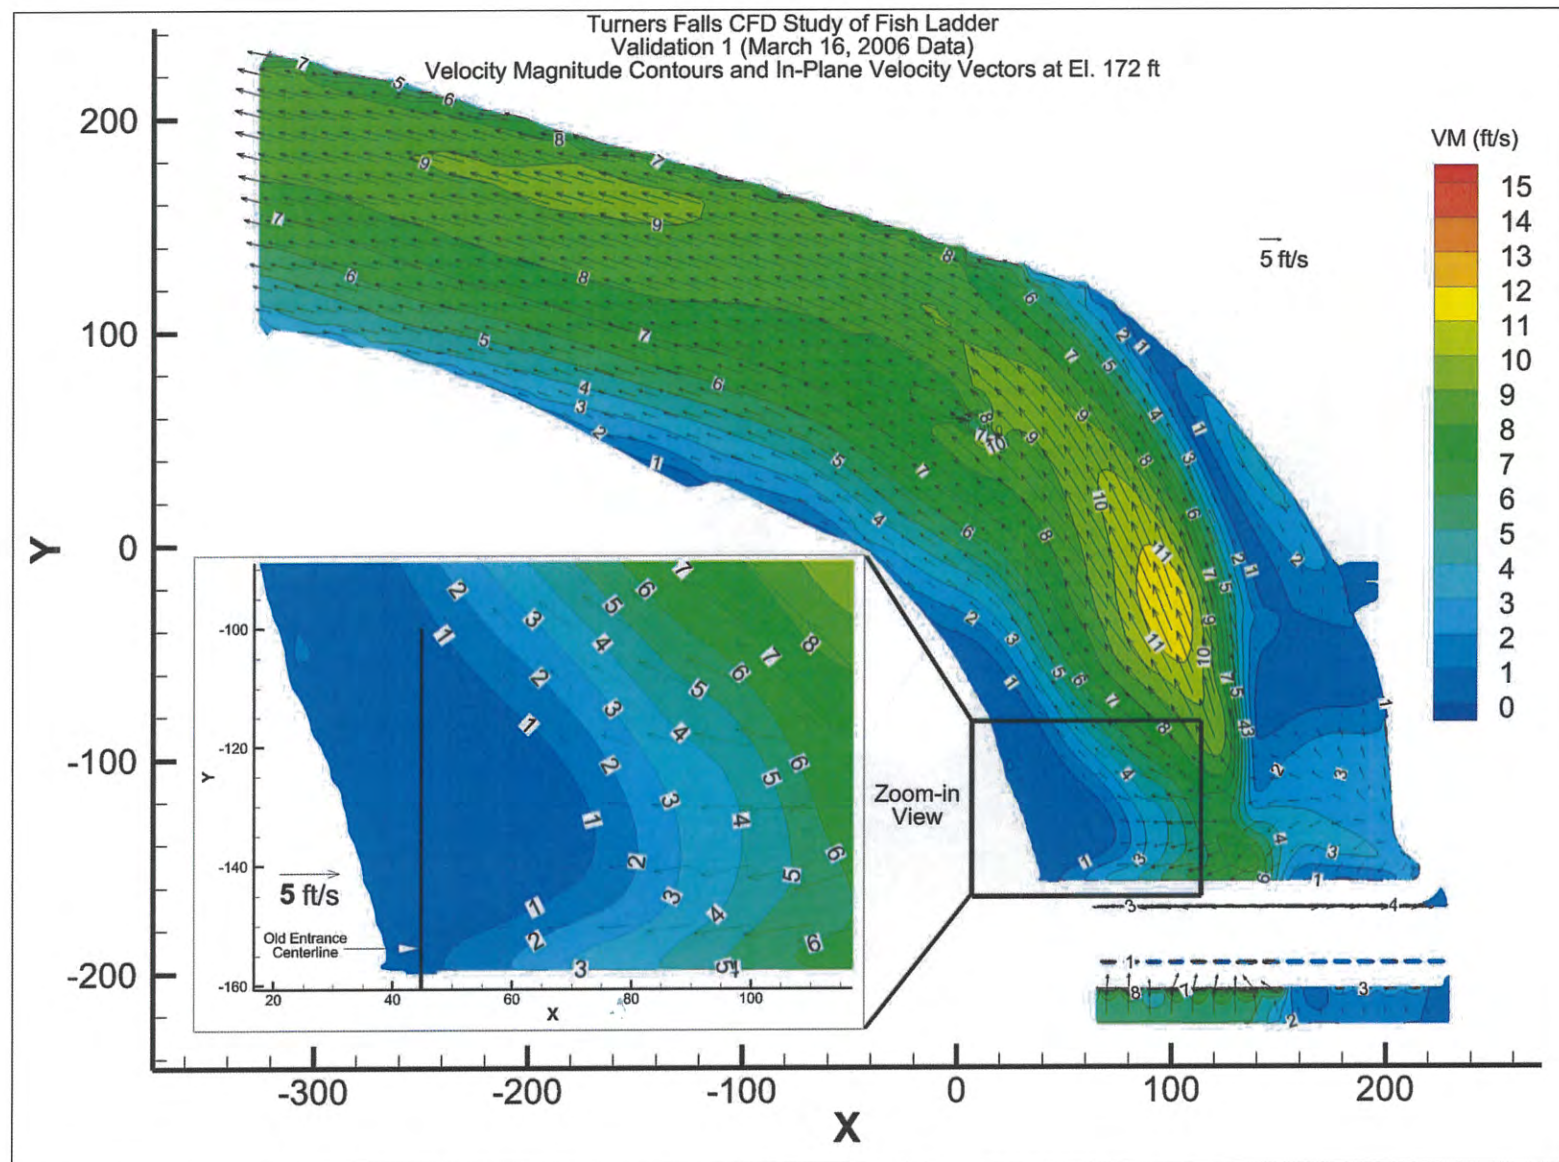 Turners Falls CFD Study of Fish Ladder
Validation 1 (March 16, 2006 Data)
Velocity Magnitude Contours and In-Plane Velocity Vectors at El. 172 ft
VM (ft/s)
15
14
13
12
11
10
9
8
7
6
5
4
3
2
1
0
5 ft/s
Y
200
100
0
-100
-200
X
-300
-200
-100
0
100
200
Zoom-in
View
Y
-100
-120
-140
-160
5 ft/s
Old Entrance
Centerline
20
40
60
80
100
X